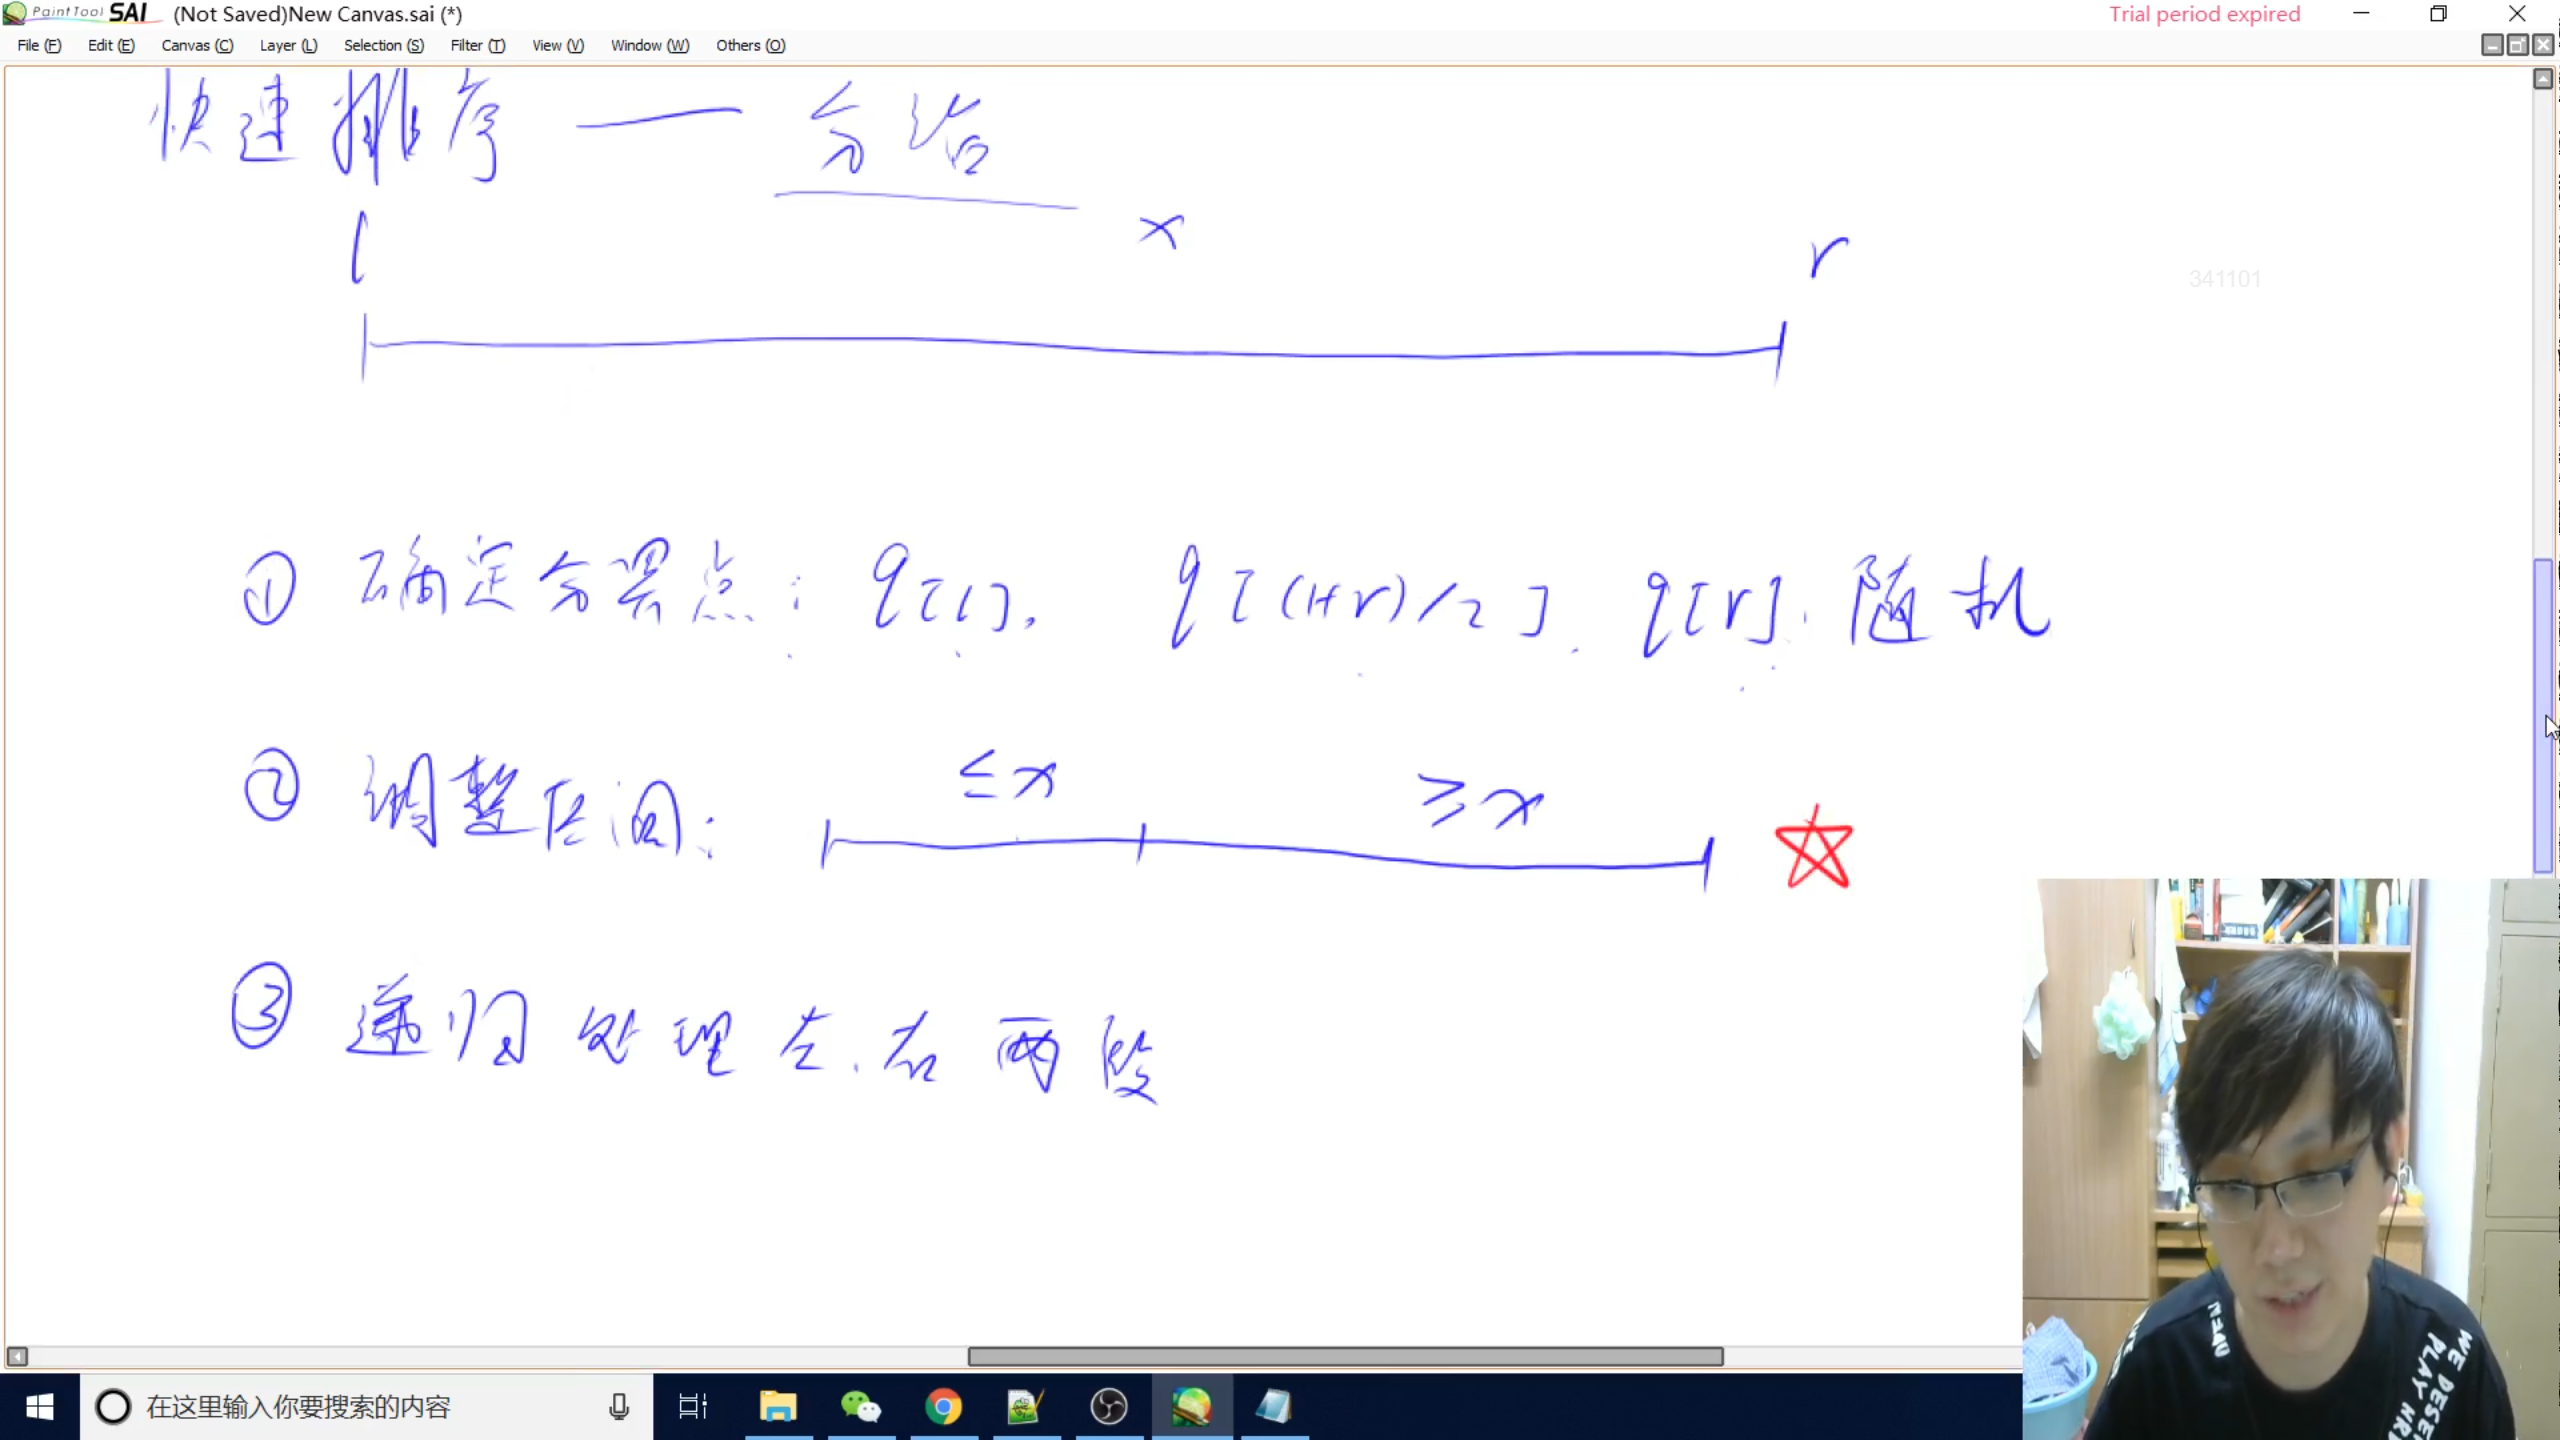 PaintTool SAI (Not Saved)New Canvas.sai (*) Trial period expired
File (F) Edit (E) Canvas (C) Layer (L) Selection (S) Filter (T) View (V) Window (W) Others (O)
快速排序 —— 分治
l x r
341101
① 确定分界点: q[l], q[(l+r)/2], q[r], 随机
② 调整区间: ≤x ≥x
③ 递归处理左、右两段
WE DESE
PLAY
在这里输入你要搜索的内容